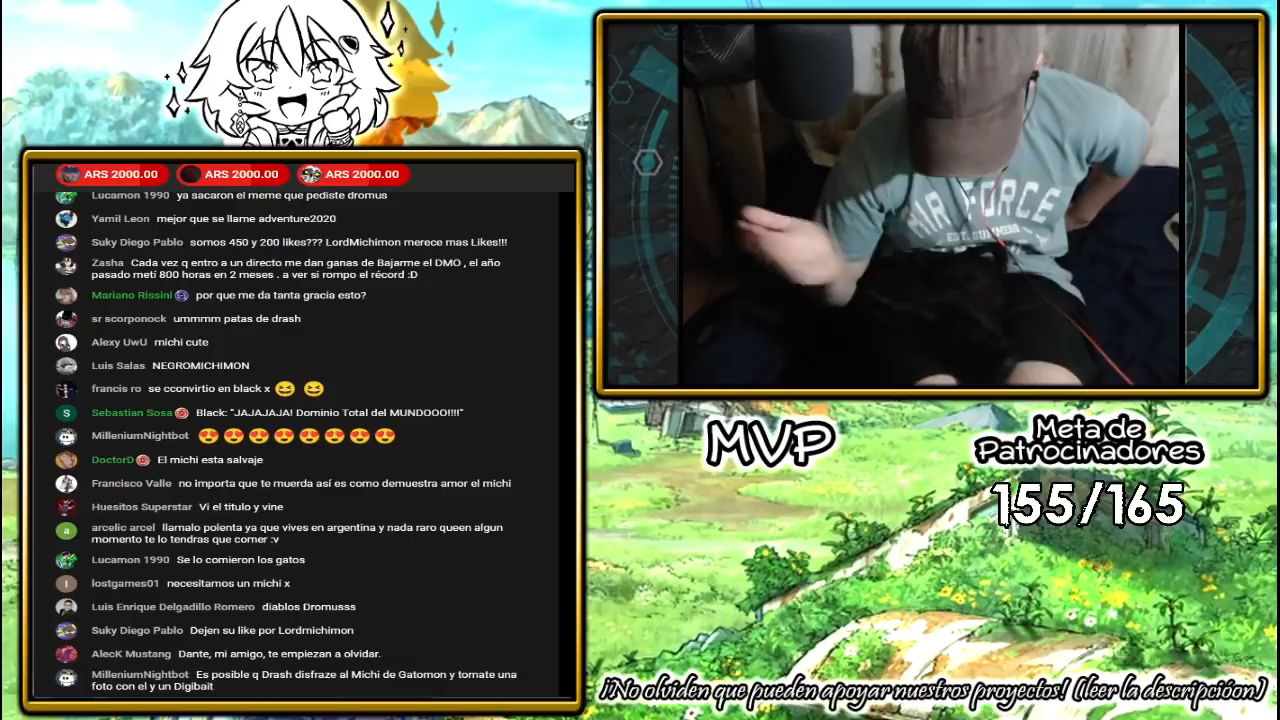 ARS 2000.00 ARS 2000.00 ARS 2000.00
Lucamon 1990 ya sacaron el meme que pediste dromus
Yamil Leon mejor que se llame adventure2020
Suky Diego Pablo somos 450 y 200 likes??? LordMichimon merece mas Likes!!!
Zasha Cada vez q entro a un directo me dan ganas de Bajarme el DMO , el año
pasado metí 800 horas en 2 meses . a ver si rompo el récord :D
Mariano Rissini por que me da tanta gracia esto?
sr scorponock ummmm patas de drash
Alexy UwU michi cute
Luis Salas NEGROMICHIMON
francis ro se cconvirtio en black x 😆 😆
S Sebastian Sosa Black: "JAJAJAJA! Dominio Total del MUNDOOO!!!!"
MilleniumNightbot 😍 😍 😍 😍 😍 😍 😍 😍
DoctorD El michi esta salvaje
Francisco Valle no importa que te muerda así es como demuestra amor el michi
Huesitos Superstar Ví el titulo y vine
a arcelic arcel llamalo polenta ya que vives en argentina y nada raro queen algun
momento te lo tendras que comer :v
Lucamon 1990 Se lo comieron los gatos
l lostgames01 necesitamos un michi x
Luis Enrique Delgadillo Romero diablos Dromusss
Suky Diego Pablo Dejen su like por Lordmichimon
AlecK Mustang Dante, mi amigo, te empiezan a olvidar.
MilleniumNightbot Es posible q Drash disfraze al Michi de Gatomon y tomate una
foto con el y un Digibait
AIR FORCE
MVP
Meta de
Patrocinadores
155/165
¡¡No olviden que pueden apoyar nuestros proyectos! (leer la descripcióon)